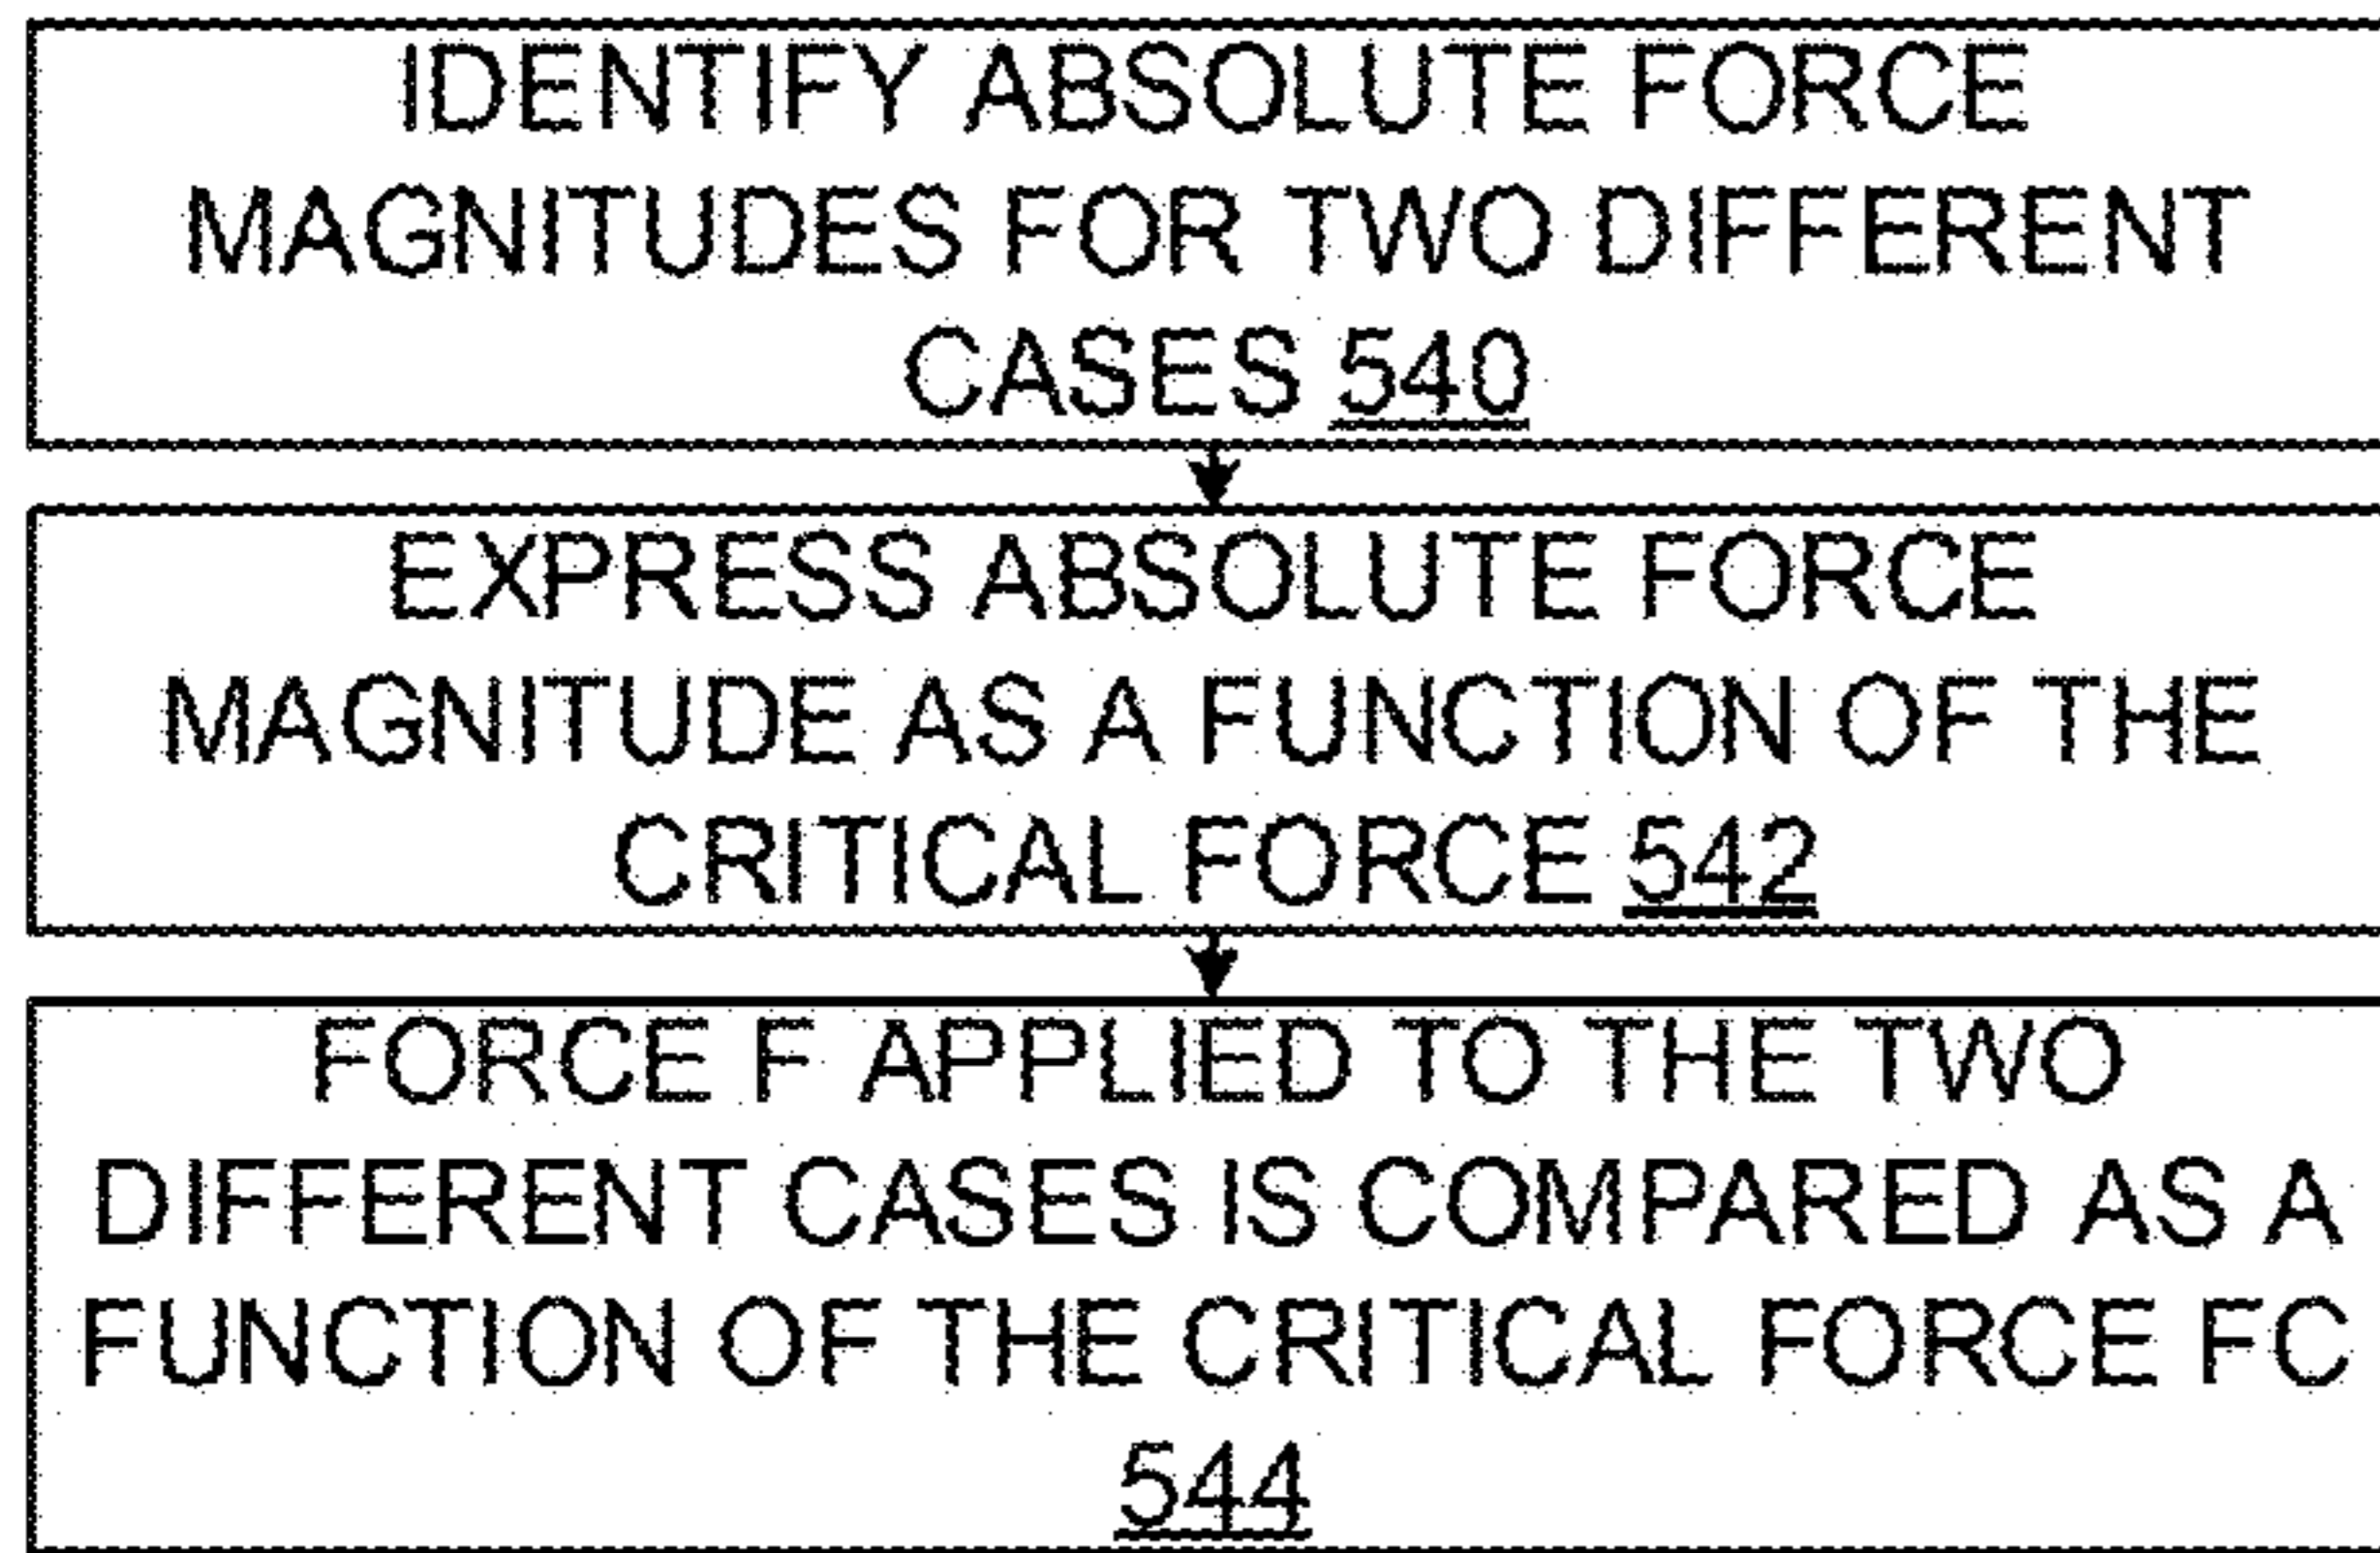 IDENTIFY ABSOLUTE FORCE
MAGNITUDES FOR TWO DIFFERENT
CASES 540
EXPRESS ABSOLUTE FORCE
MAGNITUDE AS A FUNCTION OF THE
CRITICAL FORCE 542
FORCE F APPLIED TO THE TWO
DIFFERENT CASES IS COMPARED AS A
FUNCTION OF THE CRITICAL FORCE FC
544